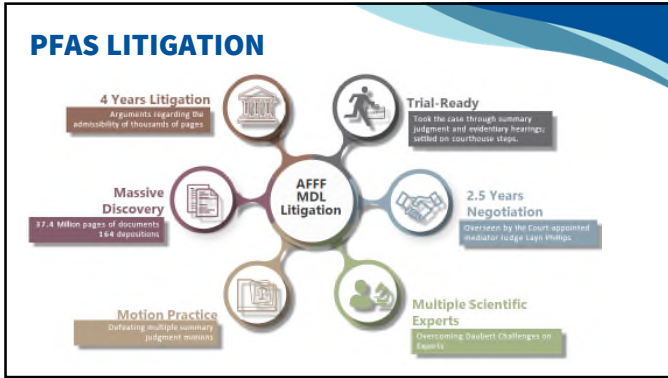 PFAS LITIGATION
4 Years Litigation
Arguments regarding the
admissibility of thousands of pages
Trial-Ready
Took the case through summary
judgment and evidentiary hearings;
settled on courthouse steps.
Massive
Discovery
37.4 Million pages of documents
164 depositions
AFFF
MDL
Litigation
2.5 Years
Negotiation
Overseen by the Court appointed
mediator Judge Layn Phillips
Motion Practice
Defeating multiple summary
judgment motions
Multiple Scientific
Experts
Overcoming Daubert Challenges on
Experts